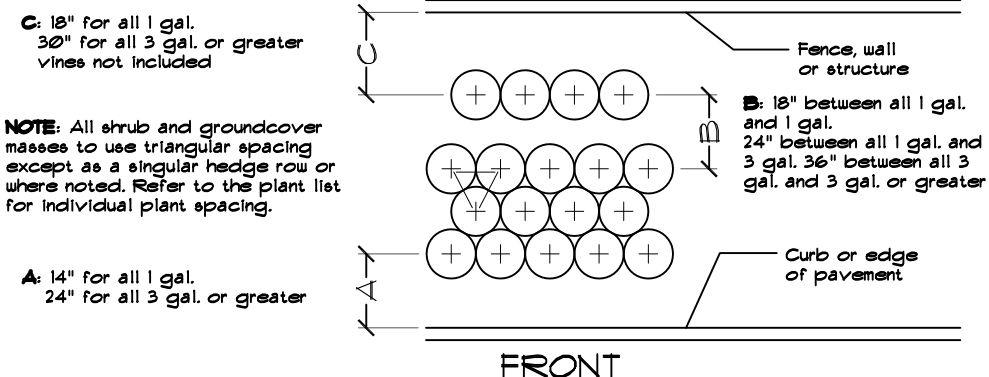 C: 18" for all 1 gal.
30" for all 3 gal. or greater
vines not included
C
Fence, wall
or structure
NOTE: All shrub and groundcover
masses to use triangular spacing
except as a singular hedge row or
where noted. Refer to the plant list
for individual plant spacing.
B
B: 18" between all 1 gal.
and 1 gal.
24" between all 1 gal. and
3 gal. 36" between all 3
gal. and 3 gal. or greater
A: 14" for all 1 gal.
24" for all 3 gal. or greater
A
Curb or edge
of pavement
FRONT